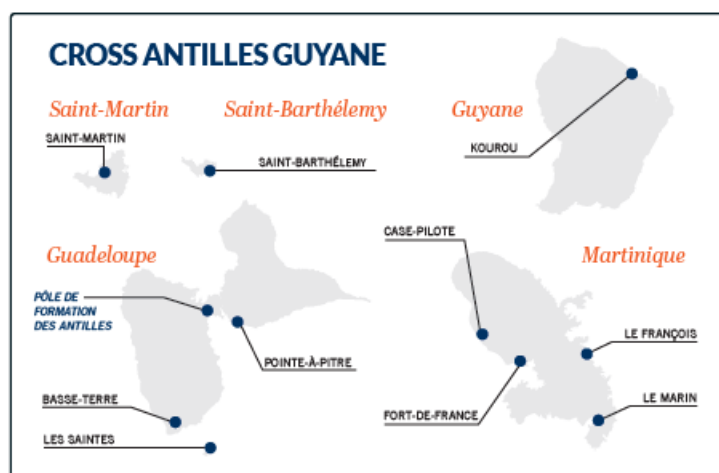 CROSS ANTILLES GUYANE
Saint-Martin
Saint-Barthélemy
Guyane
SAINT-MARTIN
SAINT-BARTHÉLEMY
KOUROU
Guadeloupe
PÔLE DE
FORMATION
DES ANTILLES
POINTE-À-PITRE
BASSE-TERRE
LES SAINTES
Martinique
CASE-PILOTE
LE FRANÇOIS
FORT-DE-FRANCE
LE MARIN